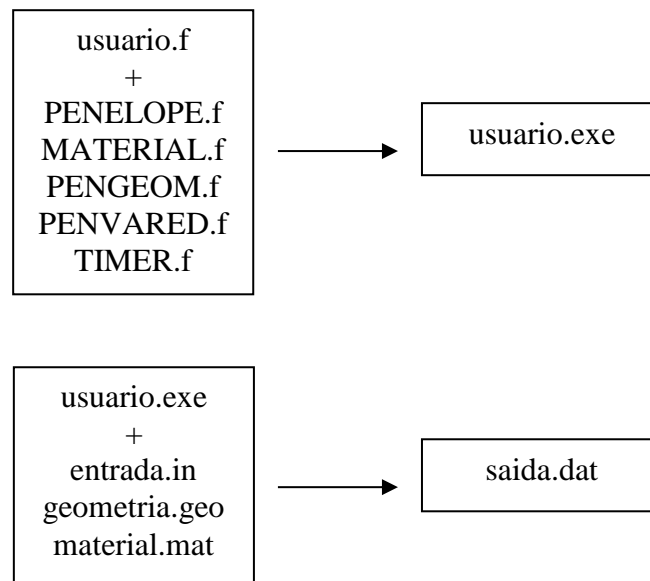 usuario.f
+
PENELOPE.f
MATERIAL.f
PENGEOM.f
PENVARED.f
TIMER.f
usuario.exe
usuario.exe
+
entrada.in
geometria.geo
material.mat
saida.dat